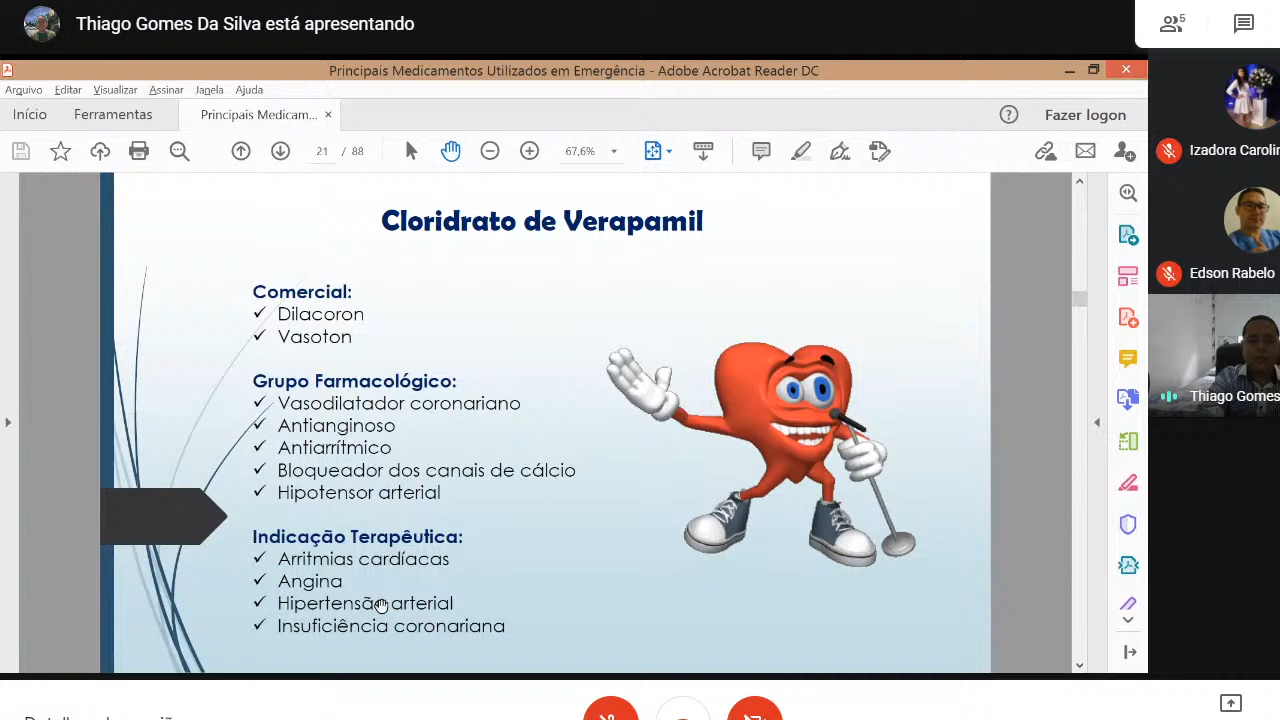 Thiago Gomes Da Silva está apresentando
5
Principais Medicamentos Utilizados em Emergência - Adobe Acrobat Reader DC
Arquivo Editar Visualizar Assinar Janela Ajuda
Início Ferramentas Principais Medicam... × Fazer logon
21 / 88 67,6%
Izadora Carolin
Edson Rabelo
Thiago Gomes
Cloridrato de Verapamil
Comercial:
Dilacoron
Vasoton
Grupo Farmacológico:
Vasodilatador coronariano
Antianginoso
Antiarrítmico
Bloqueador dos canais de cálcio
Hipotensor arterial
Indicação Terapêutica:
Arritmias cardíacas
Angina
Hipertensão arterial
Insuficiência coronariana